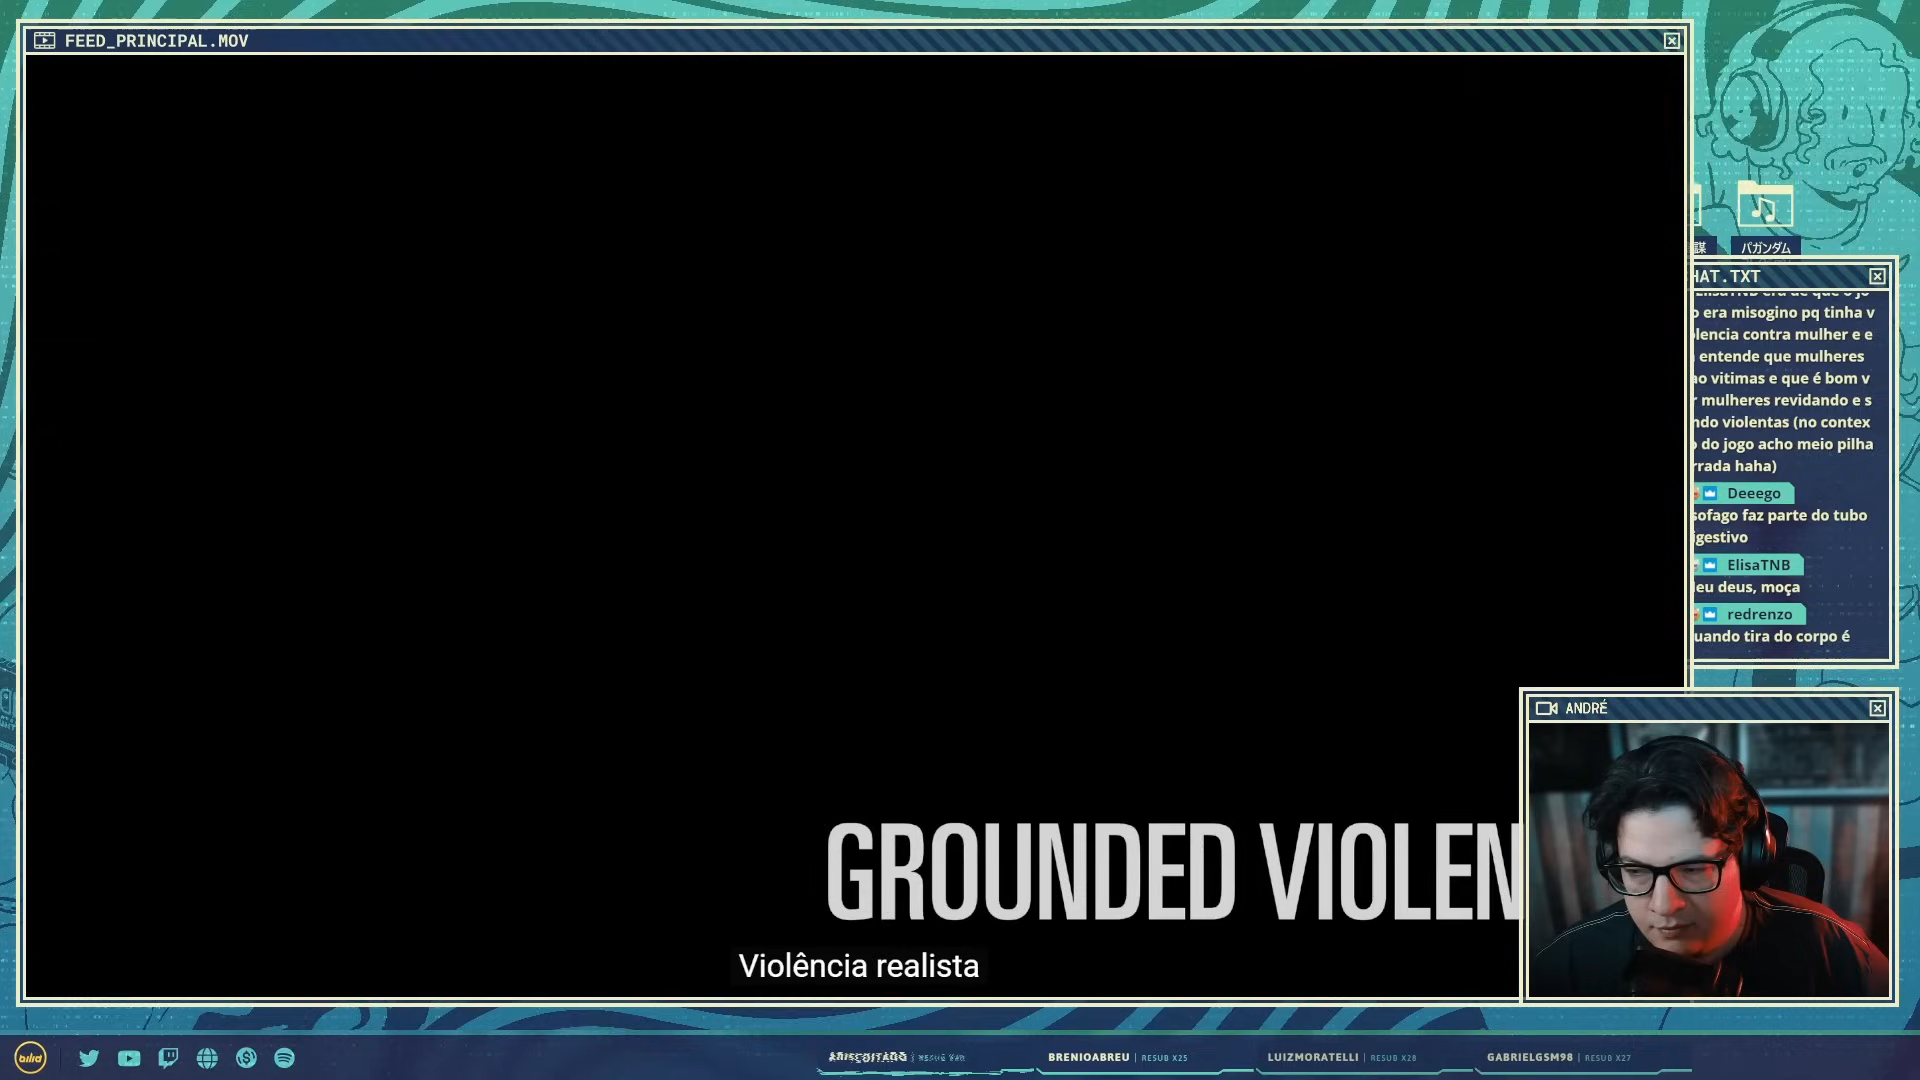 FEED_PRINCIPAL.MOV
パガンダム
HAT.TXT
era misogino pq tinha v
lencia contra mulher e e
entende que mulheres
o vitimas e que é bom v
mulheres revidando e s
ndo violentas (no contex
do jogo acho meio pilha
rrada haha)
Deeego
sofago faz parte do tubo
igestivo
ElisaTNB
eu deus, moça
redrenzo
uando tira do corpo é
ANDRÉ
GROUNDED VIOLEN
Violência realista
BRENIOABREU | RESUB X25
LUIZMORATELLI | RESUB X28
GABRIELGSM98 | RESUB X27